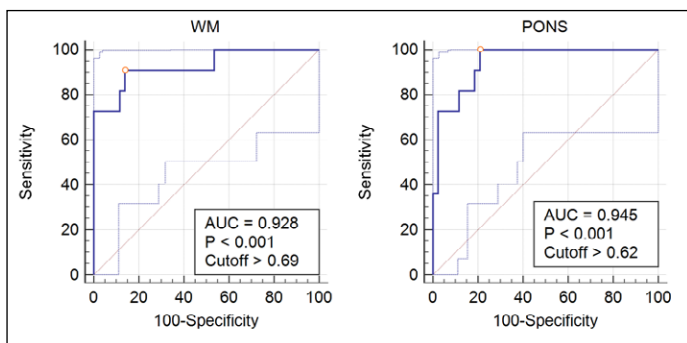 WM
100
80
60
40
20
0
Sensitivity
AUC = 0.928
P < 0.001
Cutoff > 0.69
0 20 40 60 80 100
100-Specificity
PONS
100
80
60
40
20
0
Sensitivity
AUC = 0.945
P < 0.001
Cutoff > 0.62
0 20 40 60 80 100
100-Specificity